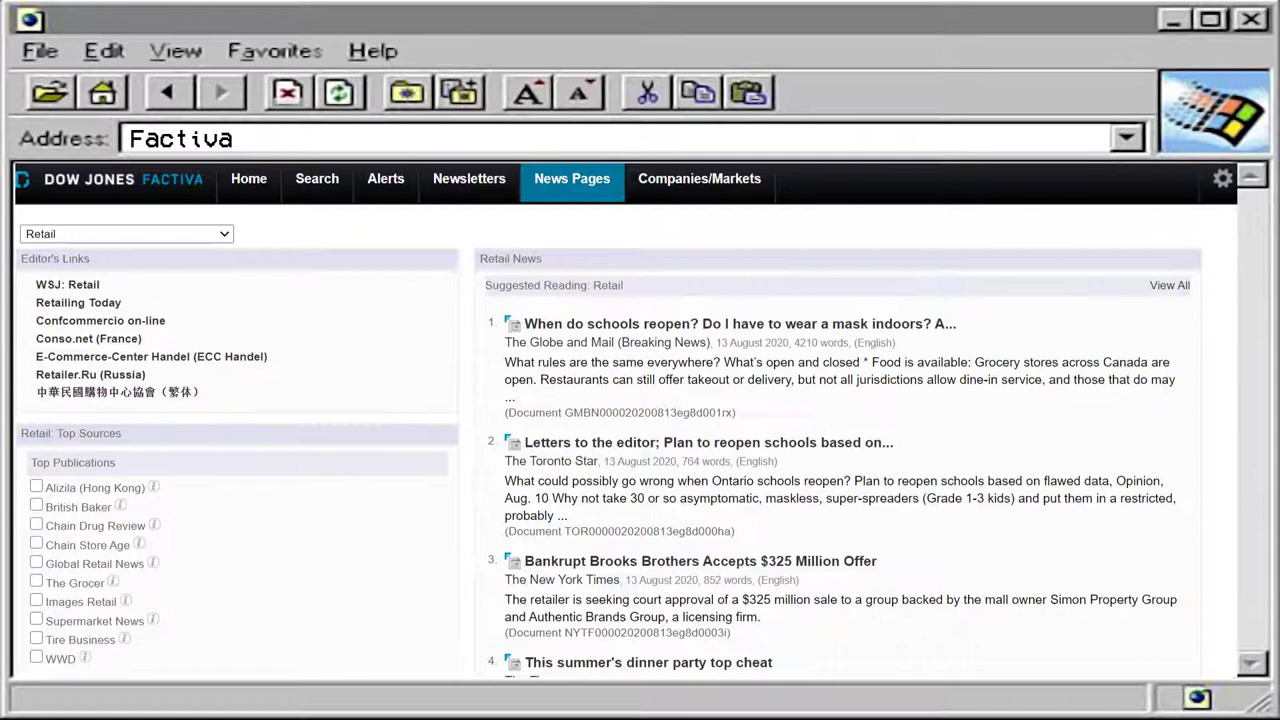 File Edit View Favorites Help
Address: Factiva
DOW JONES FACTIVA Home Search Alerts Newsletters News Pages Companies/Markets
Retail
Editor's Links
WSJ: Retail
Retailing Today
Confcommercio on-line
Conso.net (France)
E-Commerce-Center Handel (ECC Handel)
Retailer.Ru (Russia)
中華民國購物中心協會（繁体）
Retail: Top Sources
Top Publications
Alizila (Hong Kong)
British Baker
Chain Drug Review
Chain Store Age
Global Retail News
The Grocer
Images Retail
Supermarket News
Tire Business
WWD
Retail News
Suggested Reading: Retail View All
1. When do schools reopen? Do I have to wear a mask indoors? A...
The Globe and Mail (Breaking News), 13 August 2020, 4210 words, (English)
What rules are the same everywhere? What's open and closed * Food is available: Grocery stores across Canada are
open. Restaurants can still offer takeout or delivery, but not all jurisdictions allow dine-in service, and those that do may
...
(Document GMBN000020200813eg8d001rx)
2. Letters to the editor; Plan to reopen schools based on...
The Toronto Star, 13 August 2020, 764 words, (English)
What could possibly go wrong when Ontario schools reopen? Plan to reopen schools based on flawed data, Opinion,
Aug. 10 Why not take 30 or so asymptomatic, maskless, super-spreaders (Grade 1-3 kids) and put them in a restricted,
probably ...
(Document TOR0000020200813eg8d000ha)
3. Bankrupt Brooks Brothers Accepts $325 Million Offer
The New York Times, 13 August 2020, 852 words, (English)
The retailer is seeking court approval of a $325 million sale to a group backed by the mall owner Simon Property Group
and Authentic Brands Group, a licensing firm.
(Document NYTF000020200813eg8d0003i)
4. This summer's dinner party top cheat